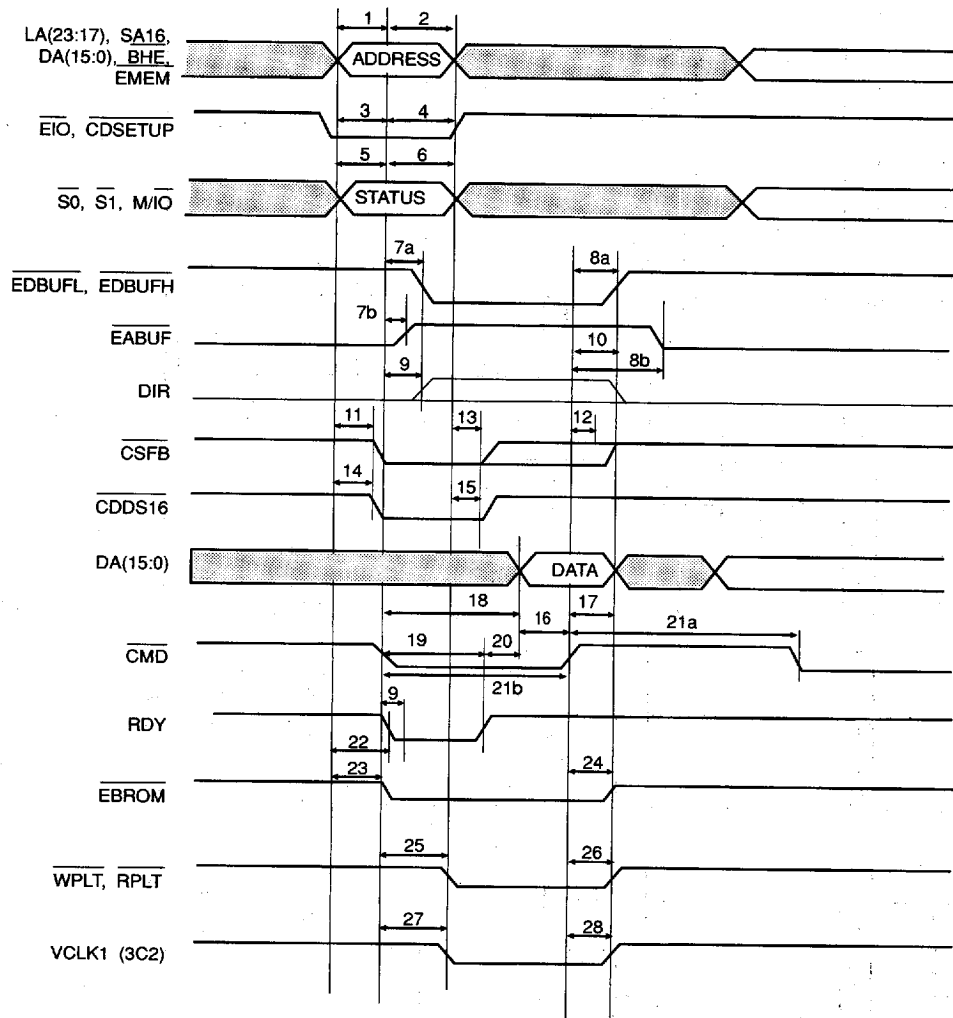 1 2
LA(23:17), SA16,
DA(15:0), BHE,
EMEM
ADDRESS
3 4
EIO, CDSETUP
5 6
S0, S1, M/IO
STATUS
7a 8a
EDBUFL, EDBUFH
7b
EABUF
10
8b
9
DIR
11 13 12
CSFB
14 15
CDDS16
DA(15:0)
DATA
18 16 17
21a
19 20
CMD
21b
9
RDY
22
23 24
EBROM
25 26
WPLT, RPLT
27 28
VCLK1 (3C2)